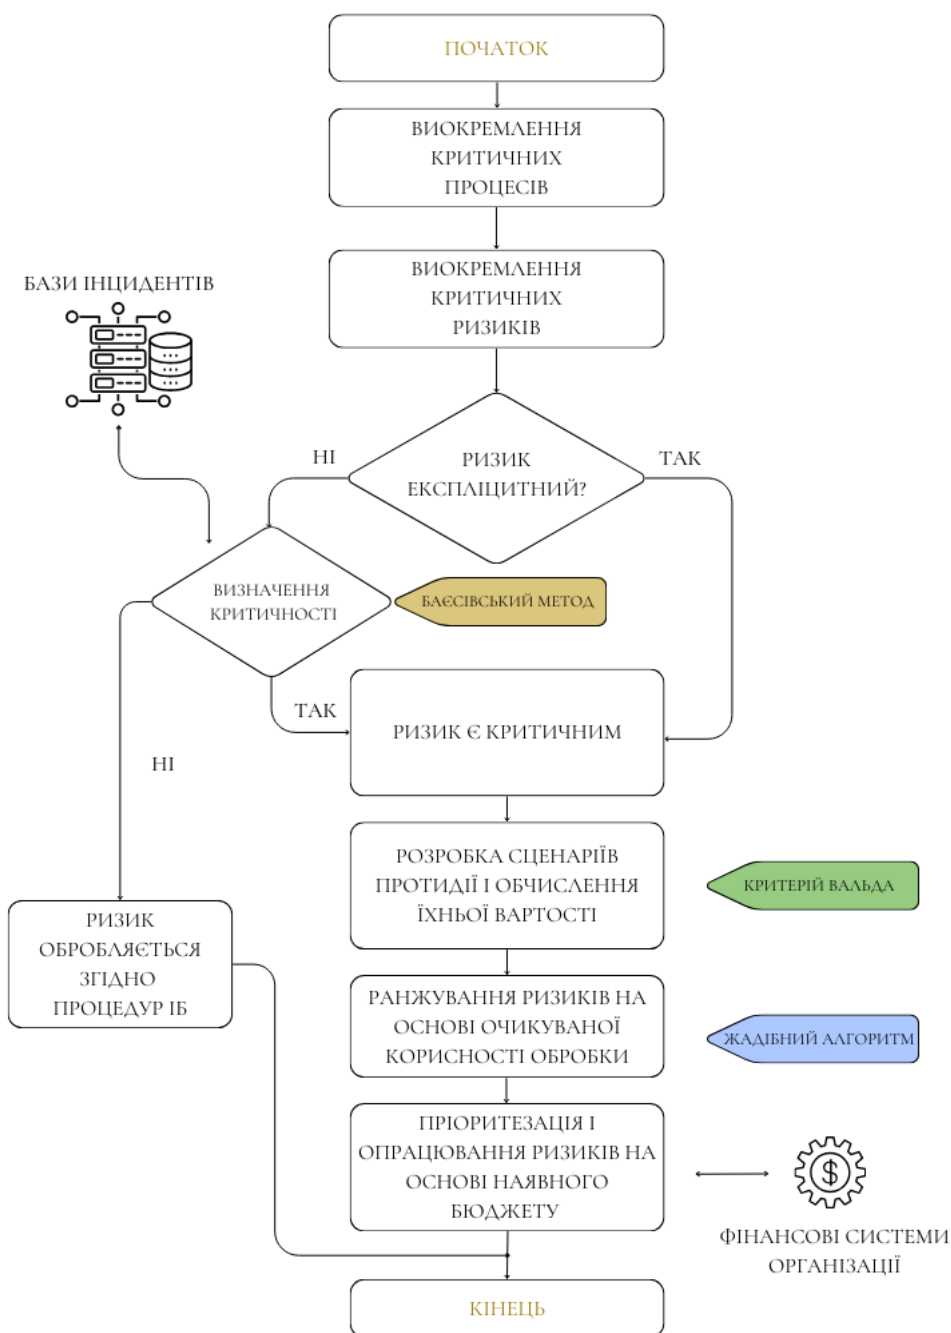 ПОЧАТОК
ВИОКРЕМЛЕННЯ
КРИТИЧНИХ
ПРОЦЕСІВ
ВИОКРЕМЛЕННЯ
КРИТИЧНИХ
РИЗИКІВ
БАЗИ ІНЦИДЕНТІВ
НІ
РИЗИК
ЕКСПЛІЦИТНИЙ?
ТАК
ВИЗНАЧЕННЯ
КРИТИЧНОСТІ
БАЄСІВСЬКИЙ МЕТОД
ТАК
РИЗИК Є КРИТИЧНИМ
НІ
РОЗРОБКА СЦЕНАРІЇВ
ПРОТИДІЇ І ОБЧИСЛЕННЯ
ЇХНЬОЇ ВАРТОСТІ
КРИТЕРІЙ ВАЛЬДА
РИЗИК
ОБРОБЛЯЄТЬСЯ
ЗГІДНО
ПРОЦЕДУР ІБ
РАНЖУВАННЯ РИЗИКІВ НА
ОСНОВІ ОЧИКУВАНОЇ
КОРИСНОСТІ ОБРОБКИ
ЖАДІБНИЙ АЛГОРИТМ
ПРІОРИТЕЗАЦІЯ І
ОПРАЦЮВАННЯ РИЗИКІВ НА
ОСНОВІ НАЯВНОГО
БЮДЖЕТУ
$
ФІНАНСОВІ СИСТЕМИ
ОРГАНІЗАЦІЇ
КІНЕЦЬ